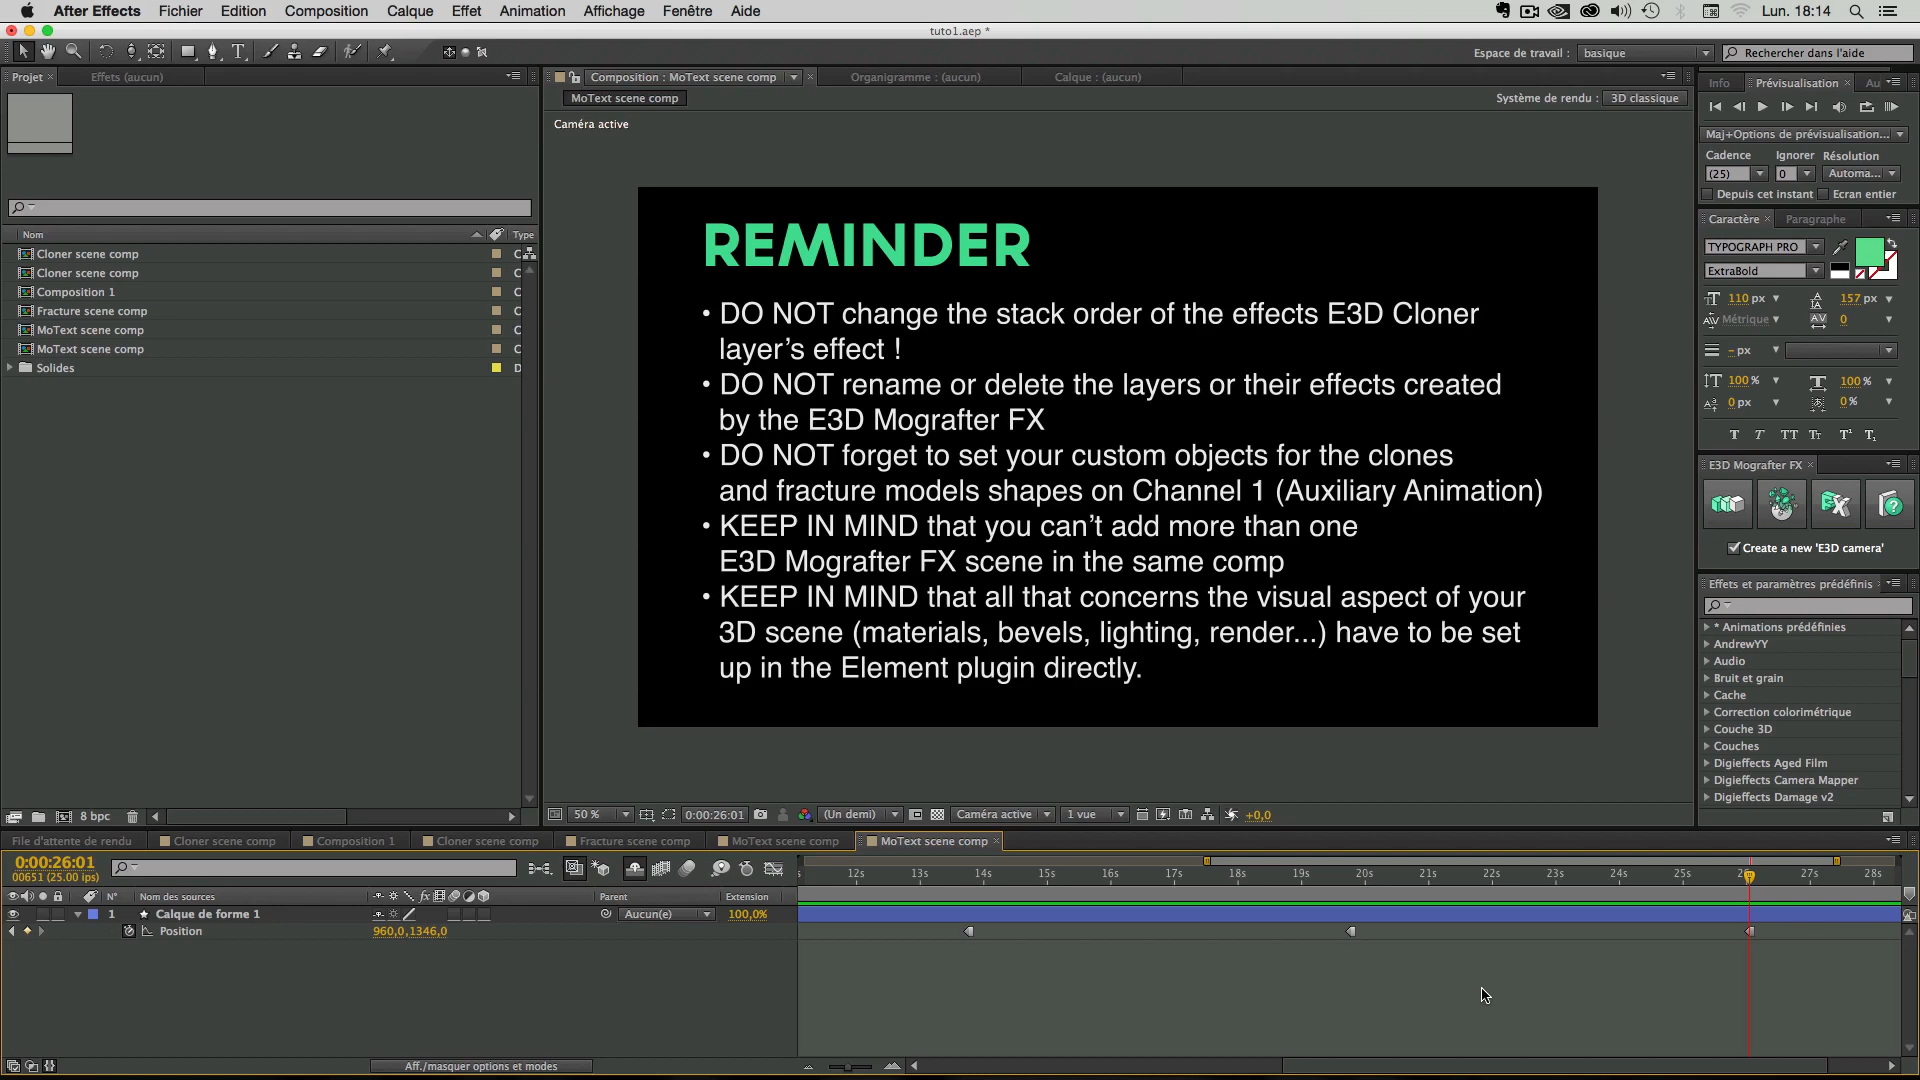 After Effects Fichier Edition Composition Calque Effet Animation Affichage Fenêtre Aide Lun. 18:14
tuto1.aep *
Espace de travail : basique Rechercher dans l'aide
Projet Effets (aucun) Composition : MoText scene comp Organigramme : (aucun) Calque : (aucun) Info Prévisualisation Au
MoText scene comp Système de rendu : 3D classique
Caméra active
Maj+Options de prévisualisation...
Cadence Ignorer Résolution
(25) 0 Automa...
Depuis cet instant Ecran entier
Caractère Paragraphe
TYPOGRAPH PRO
ExtraBold
110 px 157 px
Métrique 0
- px
100 % 100 %
0 px 0 %
T T TT Tt T¹ T₁
E3D Mografter FX
Create a new 'E3D camera'
Effets et paramètres prédéfinis
* Animations prédéfinies
AndrewYY
Audio
Bruit et grain
Cache
Correction colorimétrique
Couche 3D
Couches
Digieffects Aged Film
Digieffects Camera Mapper
Digieffects Damage v2
Nom Type
Cloner scene comp C
Cloner scene comp C
Composition 1 C
Fracture scene comp C
MoText scene comp C
MoText scene comp C
Solides D
REMINDER
• DO NOT change the stack order of the effects E3D Cloner
layer's effect !
• DO NOT rename or delete the layers or their effects created
by the E3D Mografter FX
• DO NOT forget to set your custom objects for the clones
and fracture models shapes on Channel 1 (Auxiliary Animation)
• KEEP IN MIND that you can't add more than one
E3D Mografter FX scene in the same comp
• KEEP IN MIND that all that concerns the visual aspect of your
3D scene (materials, bevels, lighting, render...) have to be set
up in the Element plugin directly.
8 bpc
50 % 0:00:26:01 (Un demi) Caméra active 1 vue +0,0
File d'attente de rendu Cloner scene comp Composition 1 Cloner scene comp Fracture scene comp MoText scene comp MoText scene comp
0:00:26:01
00651 (25.00 ips)
12s 13s 14s 15s 16s 17s 18s 19s 20s 21s 22s 23s 24s 25s 27s 28s
N° Nom des sources fx Parent Extension
1 Calque de forme 1 Aucun(e) 100,0%
Position 960,0,1346,0
Aff./masquer options et modes